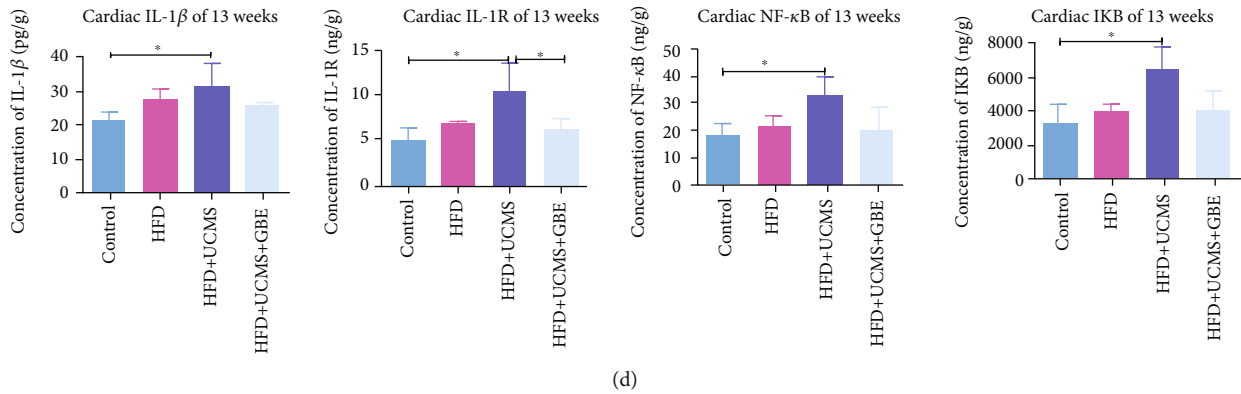 Cardiac IL-1β of 13 weeks
Concentration of IL-1β (pg/g)
40
30
20
10
0
*
Control
HFD
HFD+UCMS
HFD+UCMS+GBE
Cardiac IL-1R of 13 weeks
Concentration of IL-1R (ng/g)
15
10
5
0
*
*
Control
HFD
HFD+UCMS
HFD+UCMS+GBE
Cardiac NF-κB of 13 weeks
Concentration of NF-κB (ng/g)
50
40
30
20
10
0
*
Control
HFD
HFD+UCMS
HFD+UCMS+GBE
Cardiac IKB of 13 weeks
Concentration of IKB (ng/g)
8000
6000
4000
2000
0
*
Control
HFD
HFD+UCMS
HFD+UCMS+GBE
(d)